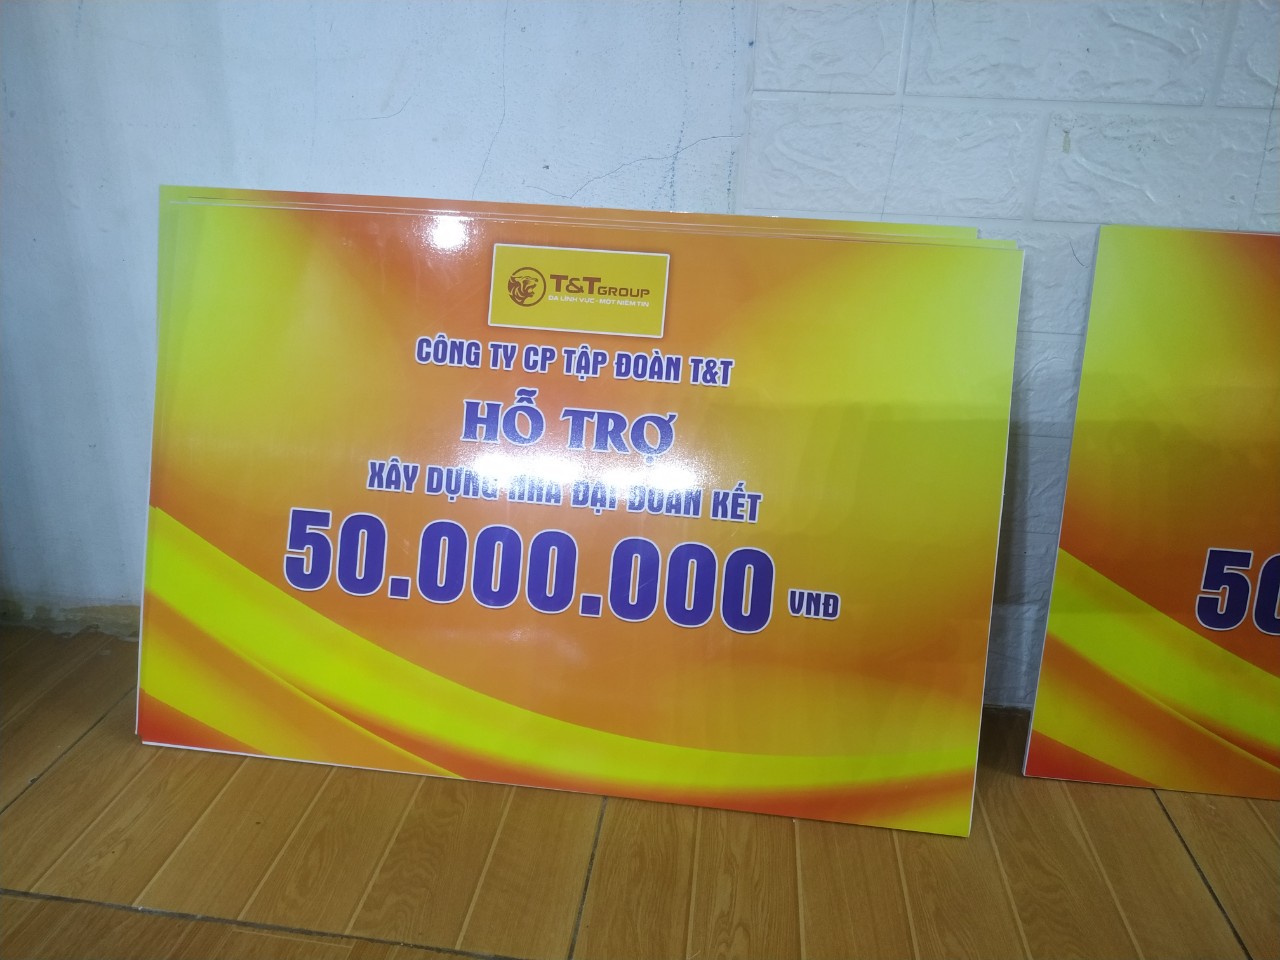 T&T GROUP
ĐA LĨNH VỰC - MỘT NIỀM TIN
CÔNG TY CP TẬP ĐOÀN T&T
HỖ TRỢ
XÂY DỰNG NHÀ ĐẠI ĐOÀN KẾT
50.000.000 VNĐ
50